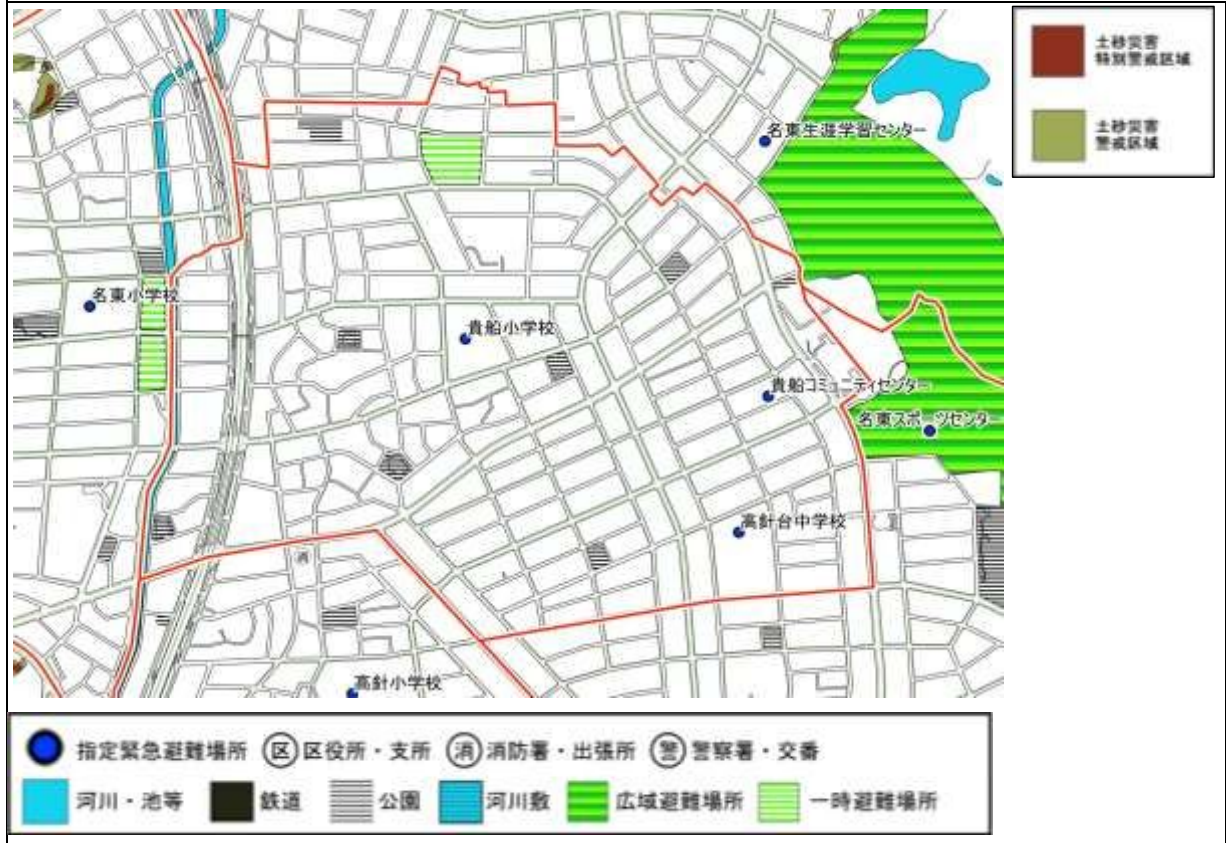 土砂災害
特別警戒区域
土砂災害
警戒区域
名東生涯学習センター
名東小学校
貴船小学校
貴船コミュニティセンター
名東スポーツセンター
高針台中学校
消
高針小学校
指定緊急避難場所 区 区役所・支所 消 消防署・出張所 警 警察署・交番
河川・池等 鉄道 公園 河川敷 広域避難場所 一時避難場所